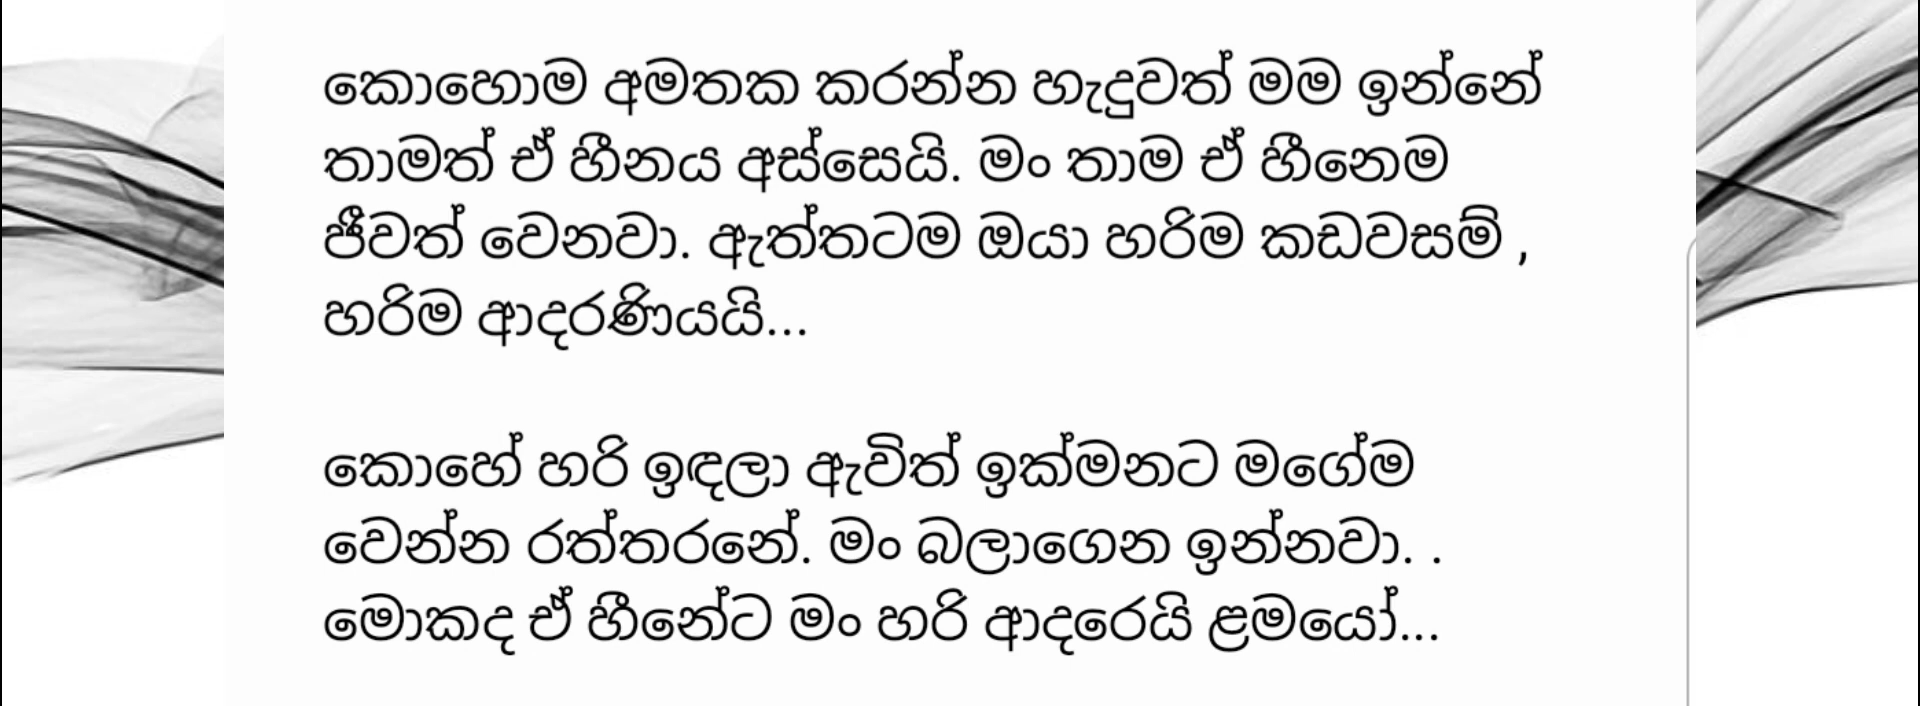 කොහොම අමතක කරන්න හැදුවත් මම ඉන්නේ
තාමත් ඒ හීනය අස්සෙයි. මං තාම ඒ හීනෙම
ජීවත් වෙනවා. ඇත්තටම ඔයා හරිම කඩවසම් ,
හරිම ආදරණියයි...
කොහේ හරි ඉඳලා ඇවිත් ඉක්මනට මගේම
වෙන්න රත්තරනේ. මං බලාගෙන ඉන්නවා. .
මොකද ඒ හීනේට මං හරි ආදරෙයි ළමයෝ...